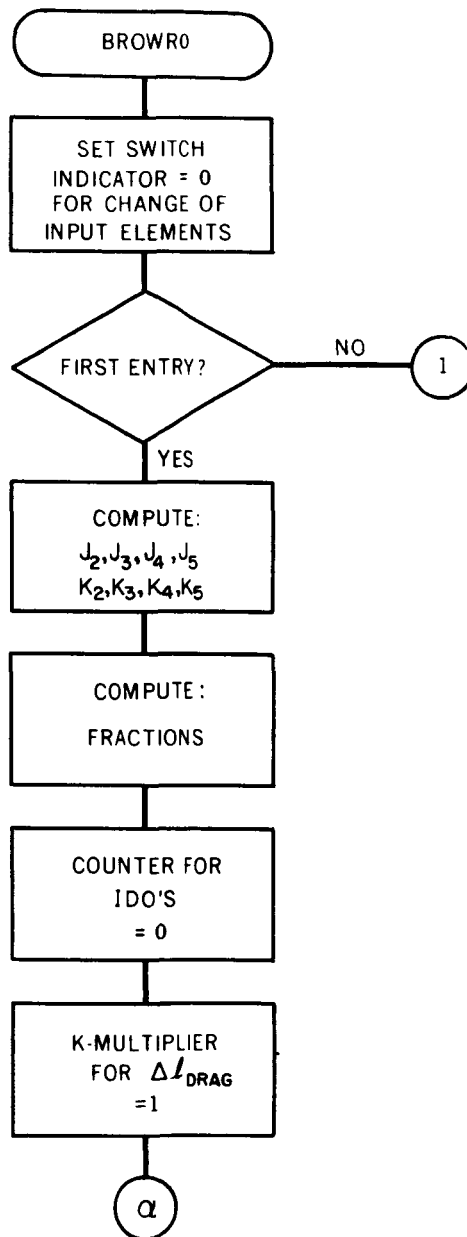 BROWR0
SET SWITCH
INDICATOR = 0
FOR CHANGE OF
INPUT ELEMENTS
FIRST ENTRY?
NO
1
YES
COMPUTE:
J₂, J₃, J₄, J₅
K₂, K₃, K₄, K₅
COMPUTE:
FRACTIONS
COUNTER FOR
IDO'S
= 0
K-MULTIPLIER
FOR Δℓ DRAG
=1
α